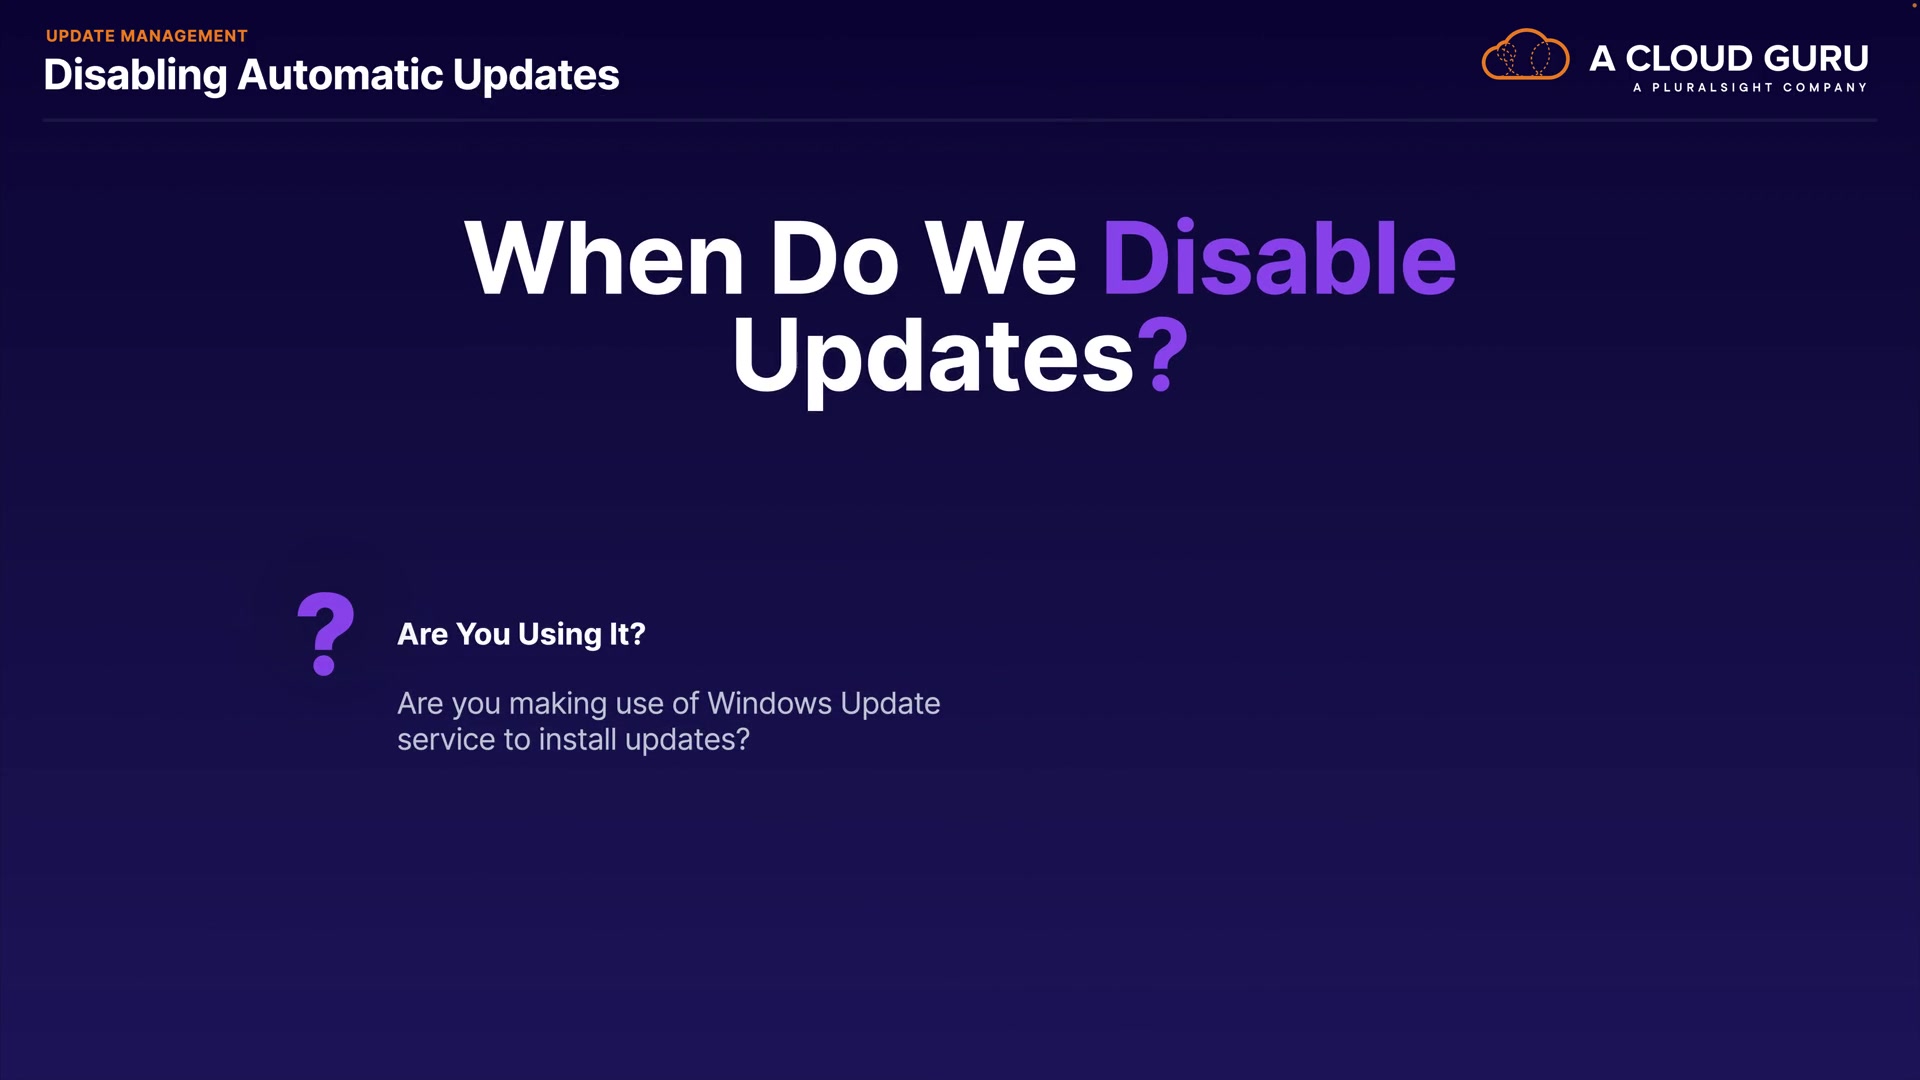 UPDATE MANAGEMENT
Disabling Automatic Updates
A CLOUD GURU
A PLURALSIGHT COMPANY
When Do We Disable
Updates?
?
Are You Using It?
Are you making use of Windows Update
service to install updates?